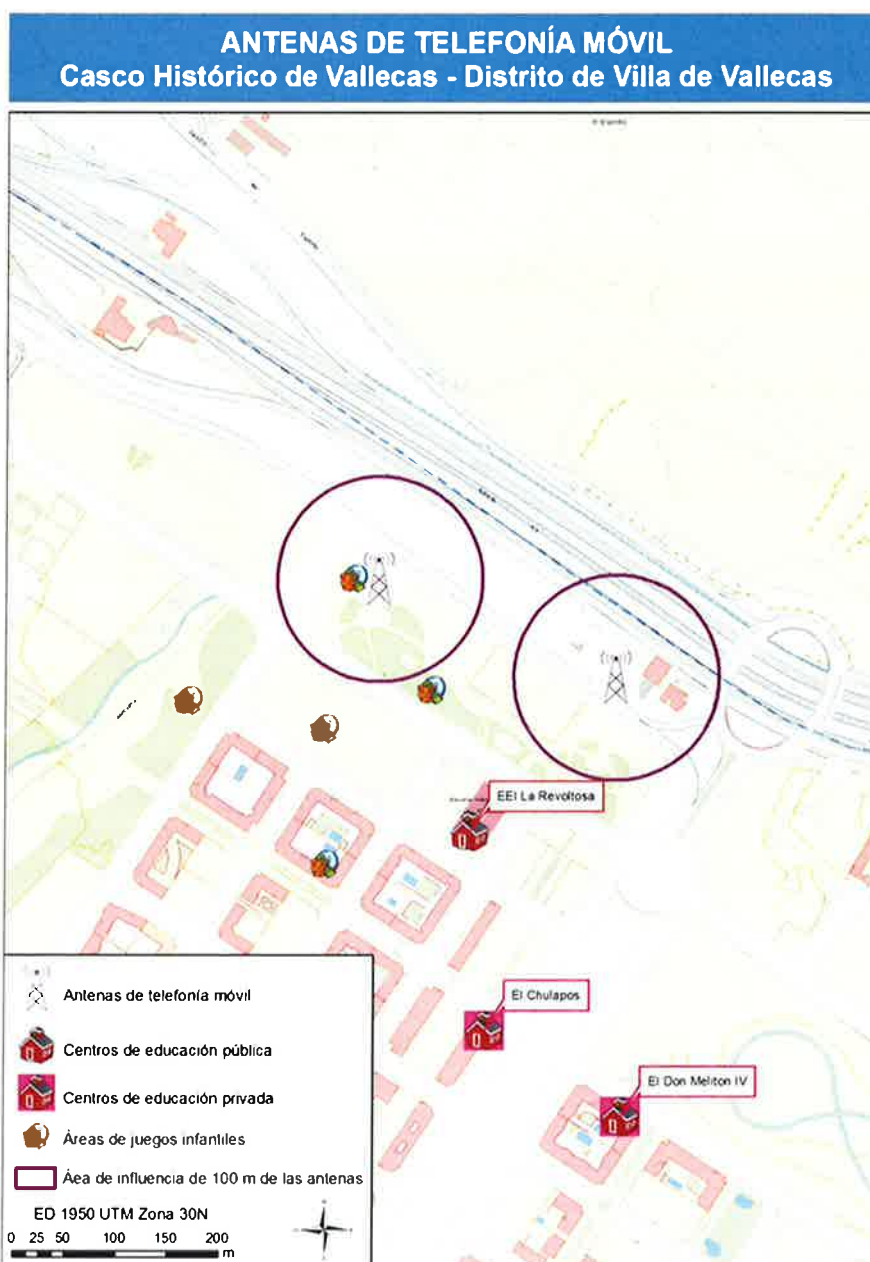 ANTENAS DE TELEFONÍA MÓVIL
Casco Histórico de Vallecas - Distrito de Villa de Vallecas
EEI La Revoltosa
EI Chulapos
EI Don Meliton IV
Antenas de telefonía móvil
Centros de educación pública
Centros de educación privada
Áreas de juegos infantiles
Áea de influencia de 100 m de las antenas
ED 1950 UTM Zona 30N
0 25 50 100 150 200
m